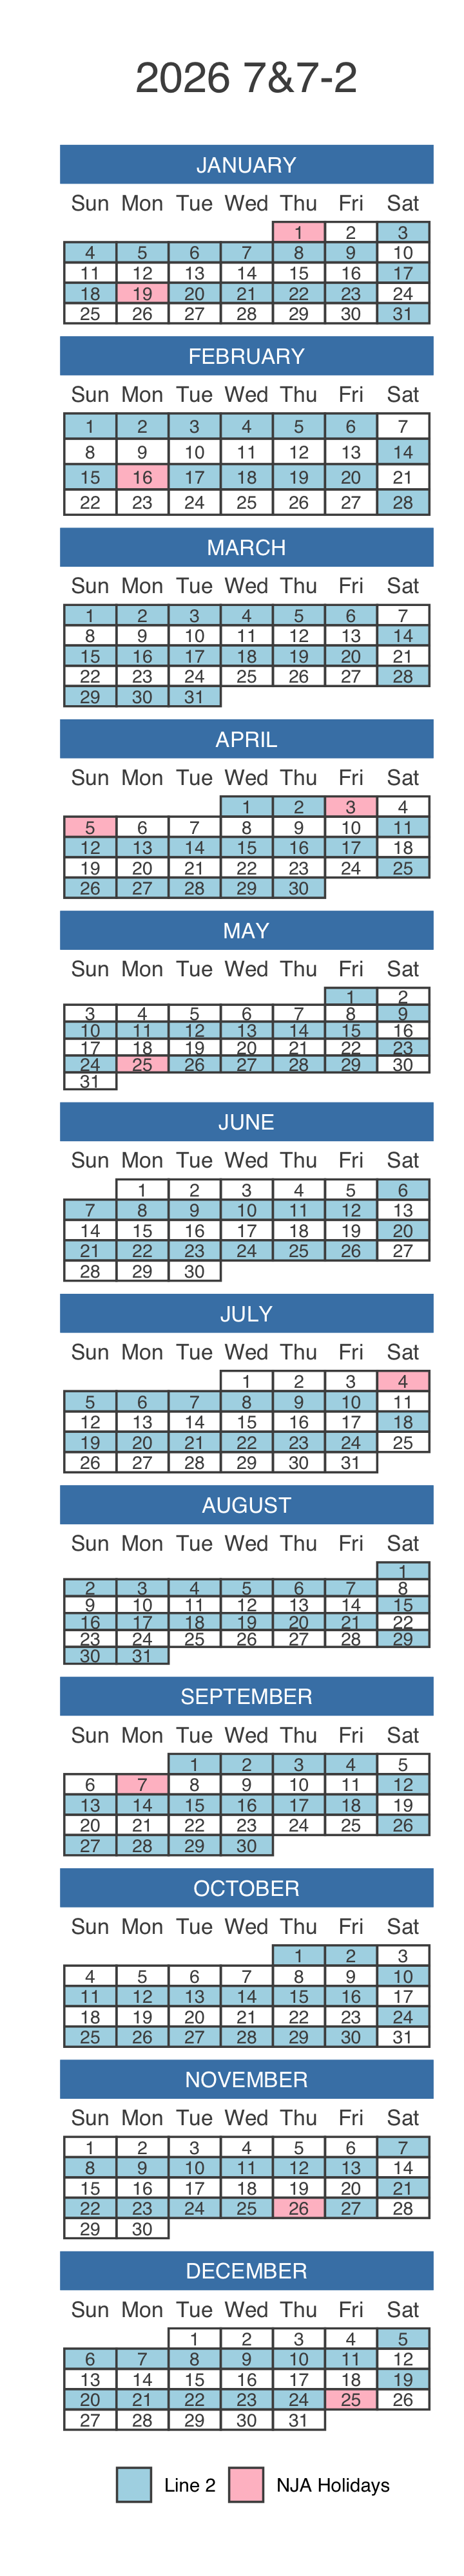 2026 7&7-2
JANUARY
Sun Mon Tue Wed Thu Fri Sat
1 2 3
4 5 6 7 8 9 10
11 12 13 14 15 16 17
18 19 20 21 22 23 24
25 26 27 28 29 30 31
FEBRUARY
Sun Mon Tue Wed Thu Fri Sat
1 2 3 4 5 6 7
8 9 10 11 12 13 14
15 16 17 18 19 20 21
22 23 24 25 26 27 28
MARCH
Sun Mon Tue Wed Thu Fri Sat
1 2 3 4 5 6 7
8 9 10 11 12 13 14
15 16 17 18 19 20 21
22 23 24 25 26 27 28
29 30 31
APRIL
Sun Mon Tue Wed Thu Fri Sat
1 2 3 4
5 6 7 8 9 10 11
12 13 14 15 16 17 18
19 20 21 22 23 24 25
26 27 28 29 30
MAY
Sun Mon Tue Wed Thu Fri Sat
1 2
3 4 5 6 7 8 9
10 11 12 13 14 15 16
17 18 19 20 21 22 23
24 25 26 27 28 29 30
31
JUNE
Sun Mon Tue Wed Thu Fri Sat
1 2 3 4 5 6
7 8 9 10 11 12 13
14 15 16 17 18 19 20
21 22 23 24 25 26 27
28 29 30
JULY
Sun Mon Tue Wed Thu Fri Sat
1 2 3 4
5 6 7 8 9 10 11
12 13 14 15 16 17 18
19 20 21 22 23 24 25
26 27 28 29 30 31
AUGUST
Sun Mon Tue Wed Thu Fri Sat
1
2 3 4 5 6 7 8
9 10 11 12 13 14 15
16 17 18 19 20 21 22
23 24 25 26 27 28 29
30 31
SEPTEMBER
Sun Mon Tue Wed Thu Fri Sat
1 2 3 4 5
6 7 8 9 10 11 12
13 14 15 16 17 18 19
20 21 22 23 24 25 26
27 28 29 30
OCTOBER
Sun Mon Tue Wed Thu Fri Sat
1 2 3
4 5 6 7 8 9 10
11 12 13 14 15 16 17
18 19 20 21 22 23 24
25 26 27 28 29 30 31
NOVEMBER
Sun Mon Tue Wed Thu Fri Sat
1 2 3 4 5 6 7
8 9 10 11 12 13 14
15 16 17 18 19 20 21
22 23 24 25 26 27 28
29 30
DECEMBER
Sun Mon Tue Wed Thu Fri Sat
1 2 3 4 5
6 7 8 9 10 11 12
13 14 15 16 17 18 19
20 21 22 23 24 25 26
27 28 29 30 31
Line 2 NJA Holidays